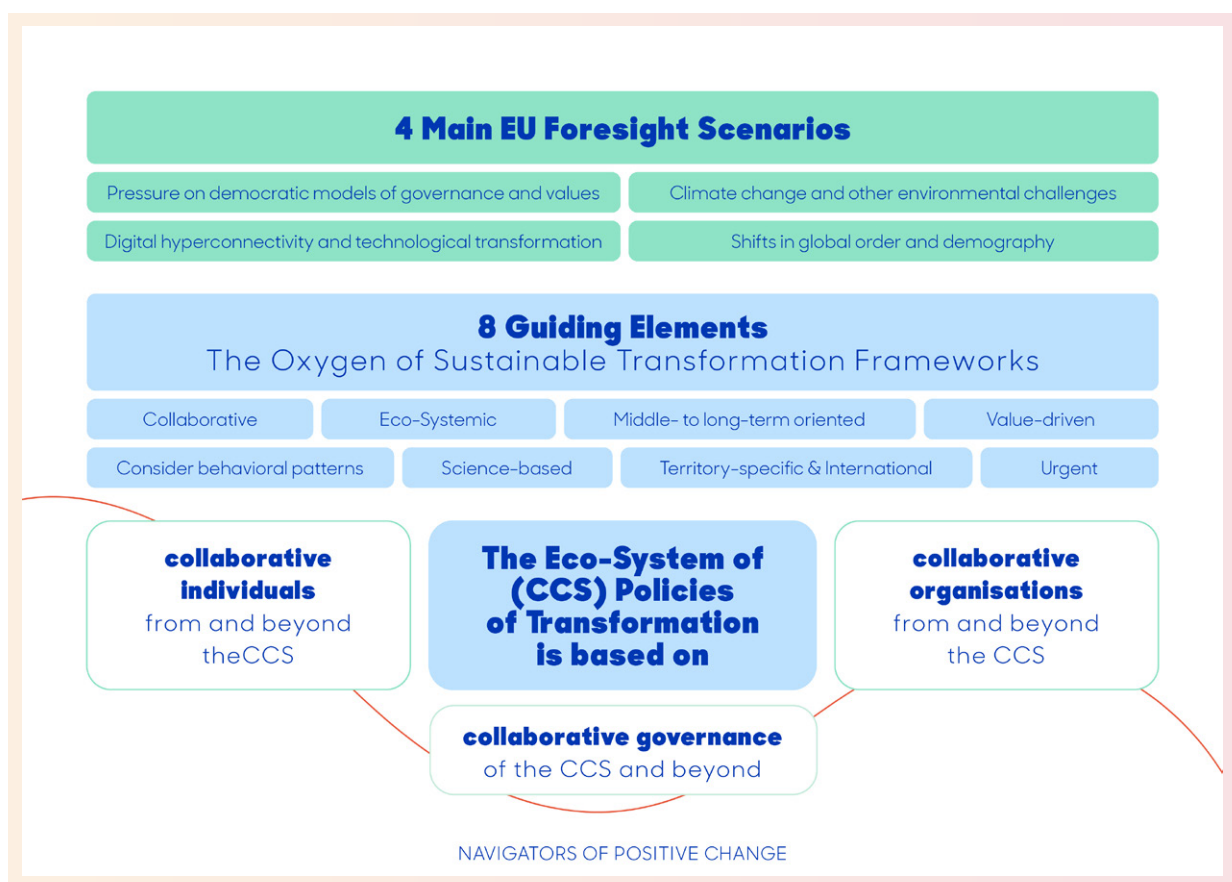 4 Main EU Foresight Scenarios
Pressure on democratic models of governance and values
Climate change and other environmental challenges
Digital hyperconnectivity and technological transformation
Shifts in global order and demography
8 Guiding Elements
The Oxygen of Sustainable Transformation Frameworks
Collaborative
Eco-Systemic
Middle- to long-term oriented
Value-driven
Consider behavioral patterns
Science-based
Territory-specific & International
Urgent
collaborative
individuals
from and beyond
theCCS
The Eco-System of
(CCS) Policies
of Transformation
is based on
collaborative
organisations
from and beyond
the CCS
collaborative governance
of the CCS and beyond
NAVIGATORS OF POSITIVE CHANGE